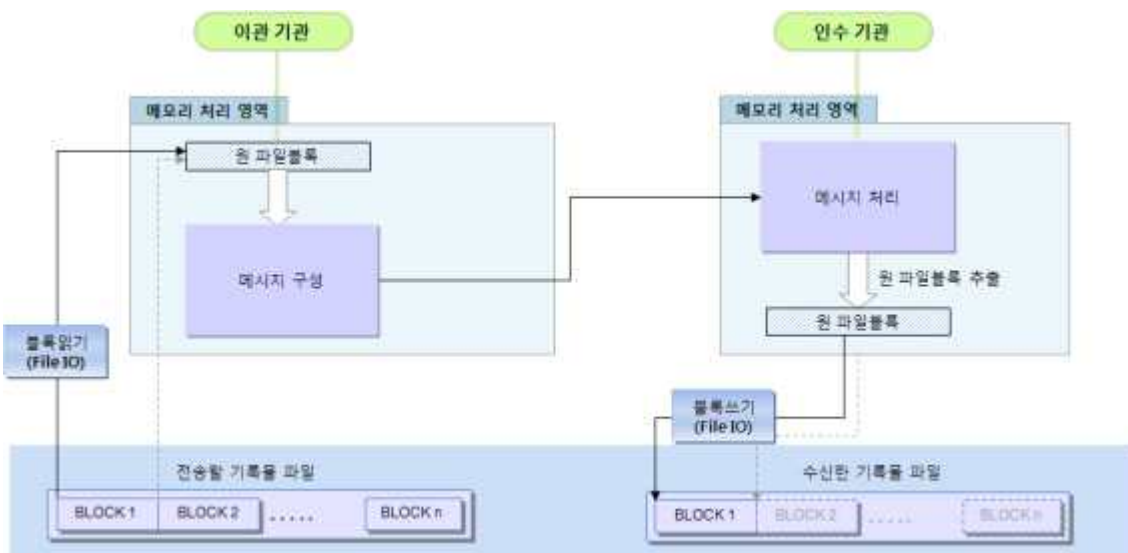 이관 기관
인수 기관
메모리 처리 영역
메모리 처리 영역
원 파일블록
메시지 처리
메시지 구성
원 파일블록 추출
원 파일블록
블록읽기
(File IO)
블록쓰기
(File IO)
전송할 기록물 파일
수신한 기록물 파일
BLOCK 1
BLOCK 2
.....
BLOCK n
BLOCK 1
BLOCK 2
.....
BLOCK n